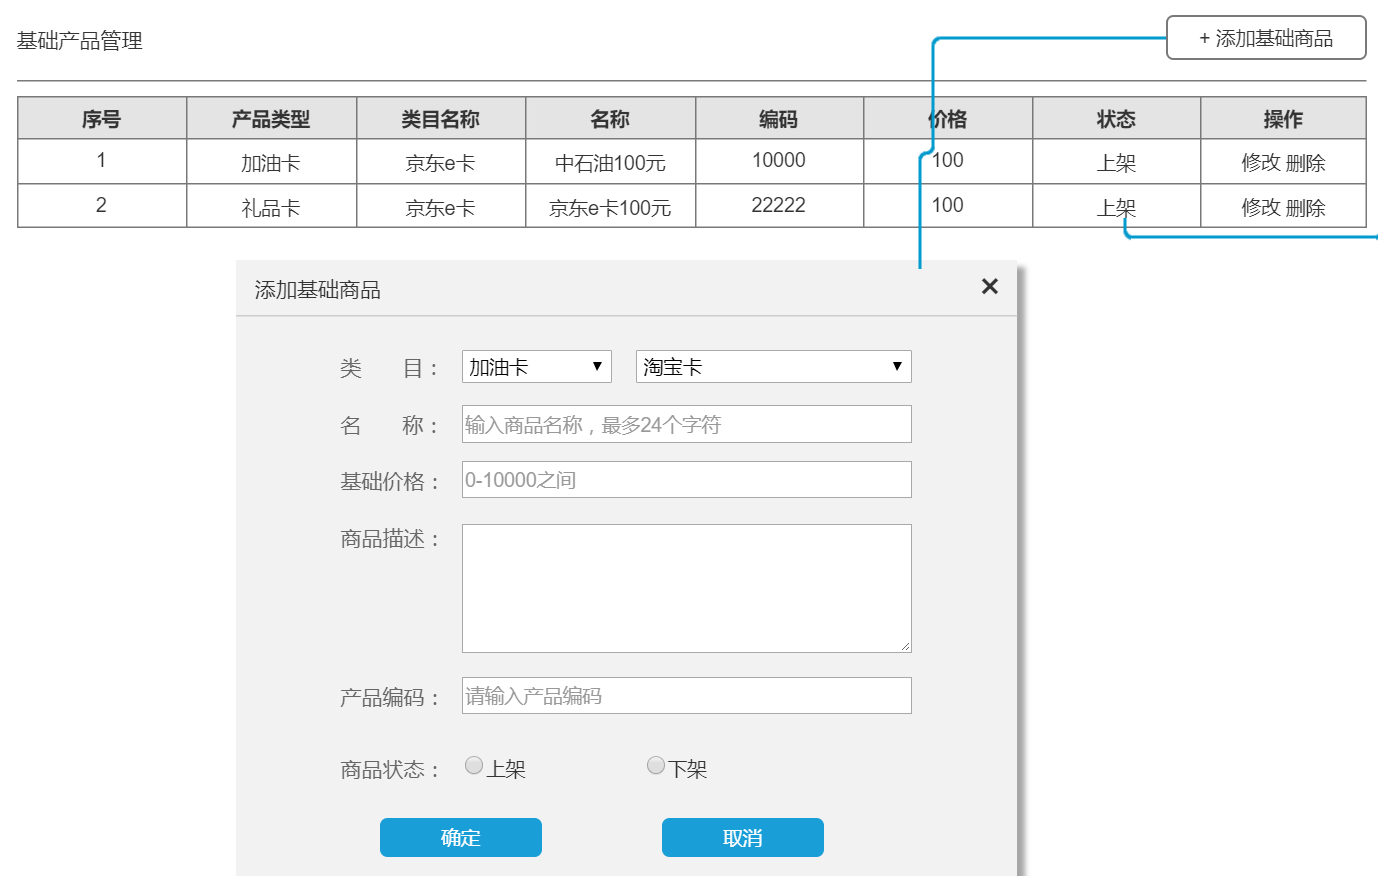 基础产品管理
+ 添加基础商品
序号 产品类型 类目名称 名称 编码 价格 状态 操作
1 加油卡 京东e卡 中石油100元 10000 100 上架 修改 删除
2 礼品卡 京东e卡 京东e卡100元 22222 100 上架 修改 删除
添加基础商品 ×
类 目： 加油卡 淘宝卡
名 称： 输入商品名称，最多24个字符
基础价格： 0-10000之间
商品描述：
产品编码： 请输入产品编码
商品状态： 上架 下架
确定 取消